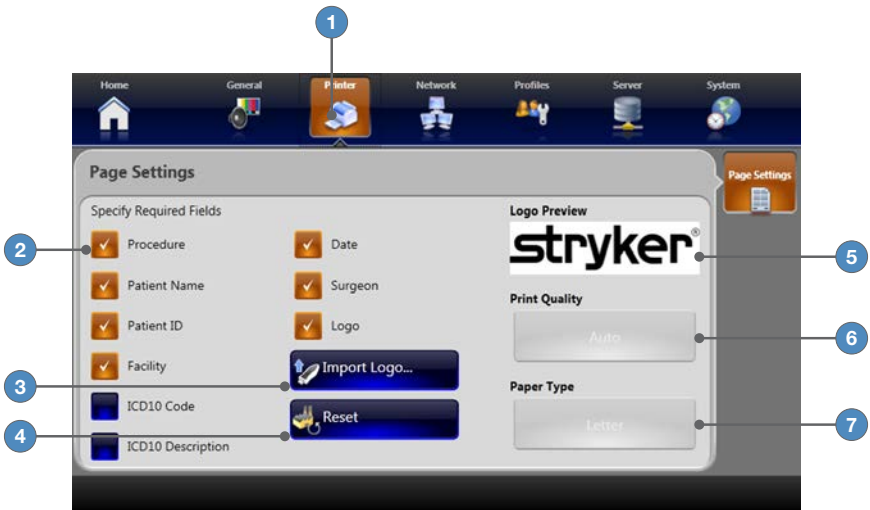 1
Home General Printer Network Profiles Server System
Page Settings
Page Settings
Specify Required Fields
Logo Preview
2
Procedure
Date
stryker®
5
Patient Name
Surgeon
Print Quality
Patient ID
Logo
Auto
6
Facility
Import Logo...
3
Paper Type
ICD10 Code
Reset
Letter
7
4
ICD10 Description